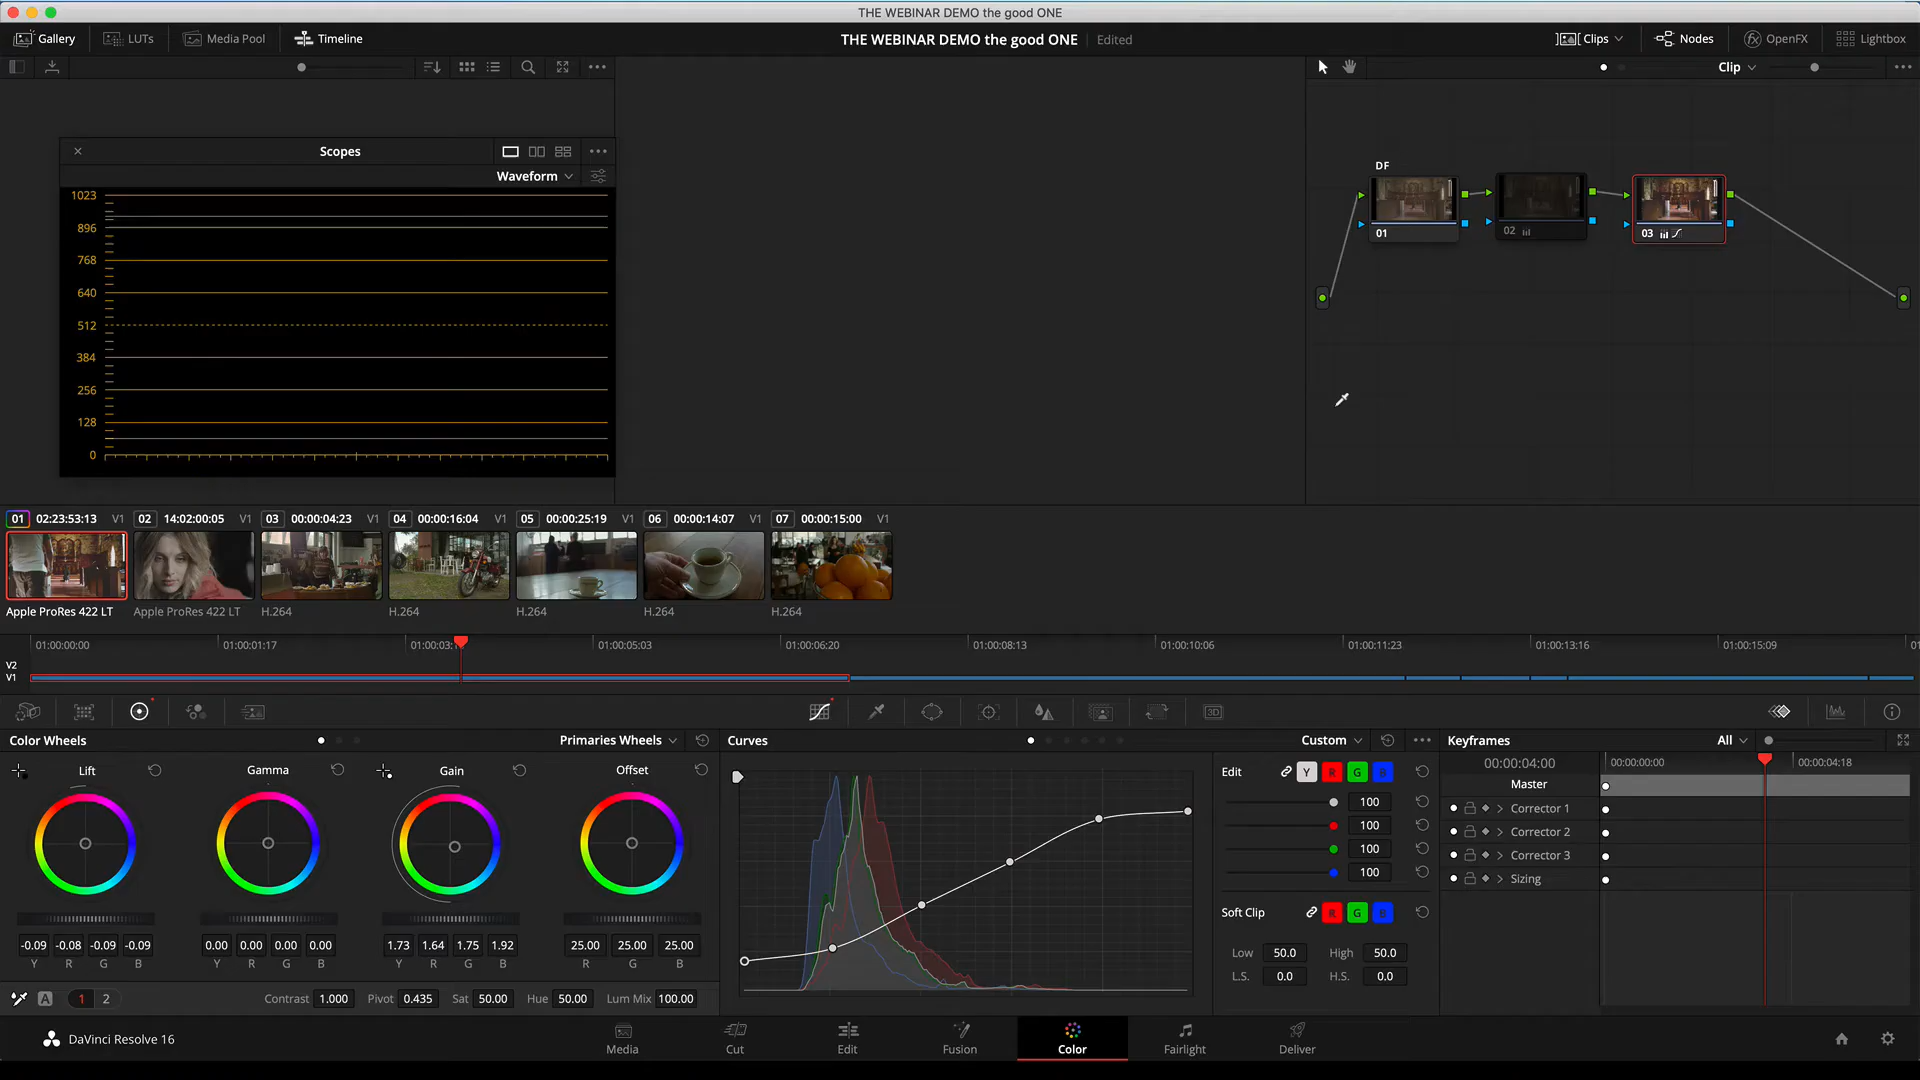 THE WEBINAR DEMO the good ONE
Gallery LUTs Media Pool Timeline THE WEBINAR DEMO the good ONE Edited Clips Nodes OpenFX Lightbox
Clip
Scopes
Waveform
1023
896
768
640
512
384
256
128
0
DF
01 02 03
01 02:23:53:13 V1 02 14:02:00:05 V1 03 00:00:04:23 V1 04 00:00:16:04 V1 05 00:00:25:19 V1 06 00:00:14:07 V1 07 00:00:15:00 V1
Apple ProRes 422 LT Apple ProRes 422 LT H.264 H.264 H.264 H.264 H.264
01:00:00:00 01:00:01:17 01:00:03: 01:00:05:03 01:00:06:20 01:00:08:13 01:00:10:06 01:00:11:23 01:00:13:16 01:00:15:09
V2
V1
3D
Color Wheels Primaries Wheels Curves Custom Keyframes All
Lift Gamma Gain Offset
Edit Y R G B
100
100
100
100
Soft Clip R G B
Low 50.0 High 50.0
L.S. 0.0 H.S. 0.0
00:00:04:00 00:00:00:00 00:00:04:18
Master
Corrector 1
Corrector 2
Corrector 3
Sizing
-0.09 -0.08 -0.09 -0.09 0.00 0.00 0.00 0.00 1.73 1.64 1.75 1.92 25.00 25.00 25.00
Y R G B Y R G B Y R G B R G B
A 1 2 Contrast 1.000 Pivot 0.435 Sat 50.00 Hue 50.00 Lum Mix 100.00
DaVinci Resolve 16 Media Cut Edit Fusion Color Fairlight Deliver